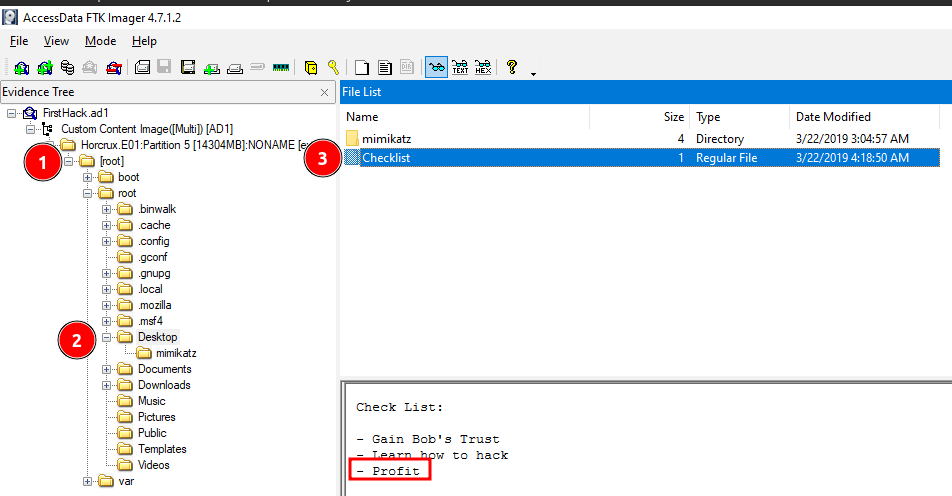 AccessData FTK Imager 4.7.1.2
File View Mode Help
Evidence Tree
FirstHack.ad1
Custom Content Image([Multi]) [AD1]
Horcrux.E01:Partition 5 [14304MB]:NONAME
1
[root]
boot
root
.binwalk
.cache
.config
.gconf
.gnupg
.local
.mozilla
.msf4
2
Desktop
mimikatz
Documents
Downloads
Music
Pictures
Public
Templates
Videos
var
File List
Name Size Type Date Modified
mimikatz 4 Directory 3/22/2019 3:04:57 AM
3
Checklist 1 Regular File 3/22/2019 4:18:50 AM
Check List:
- Gain Bob's Trust
- Learn how to hack
- Profit